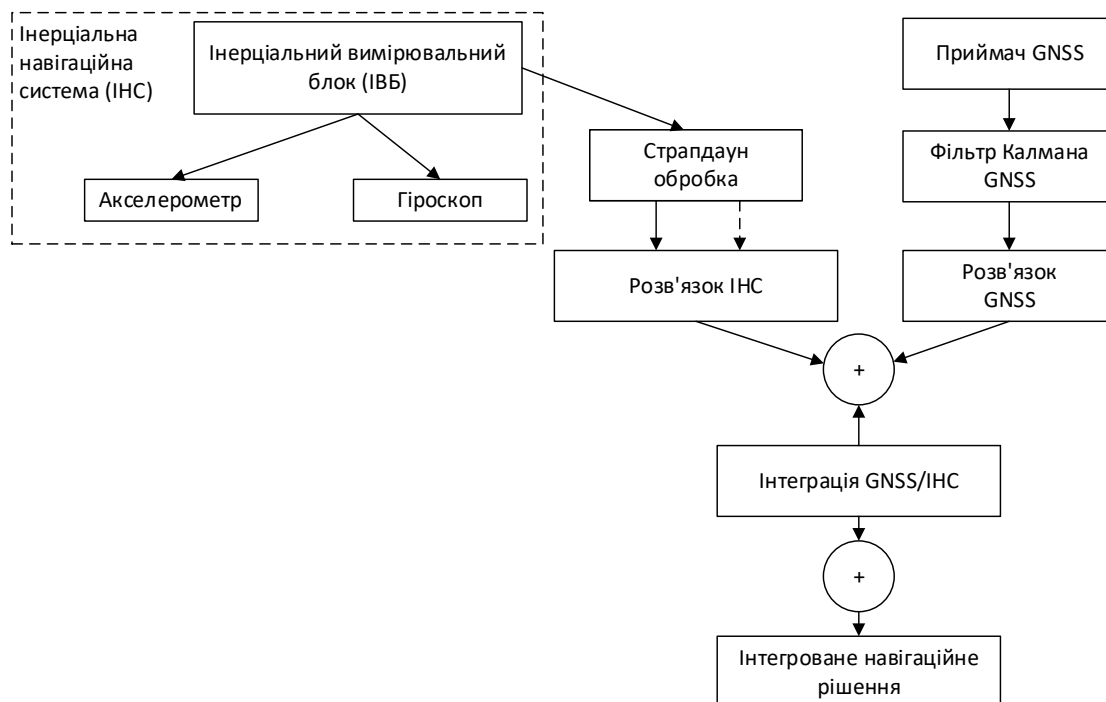 Інерціальна
навігаційна
система (ІНС)
Інерціальний вимірювальний
блок (ІВБ)
Акселерометр
Гіроскоп
Страпдаун
обробка
Розв'язок ІНС
Приймач GNSS
Фільтр Калмана
GNSS
Розв'язок
GNSS
+
Інтеграція GNSS/ІНС
+
Інтегроване навігаційне
рішення